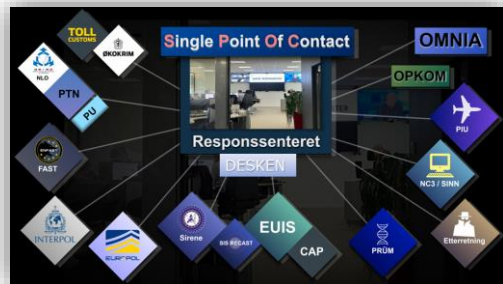 TOLL
CUSTOMS
ØKOKRIM
Single Point Of Contact
OMNIA
NLD
PTN
PU
OPKOM
PIU
Responssenteret
DESKEN
FAST
NC3 / SINN
INTERPOL
EUROPOL
Sirene
SIS RECAST
EUIS
CAP
PRÜM
Etterretning